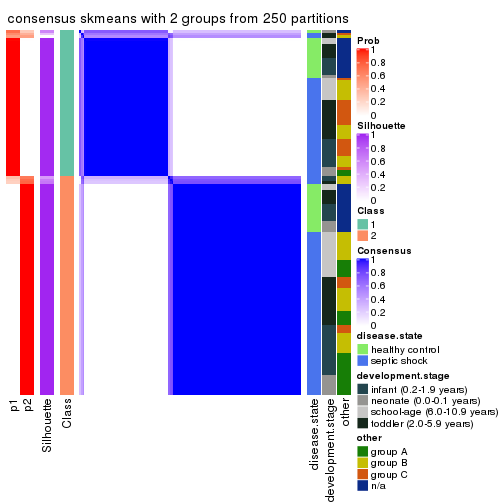 consensus skmeans with 2 groups from 250 partitions
Prob
1
0.8
0.6
0.4
0.2
0
Silhouette
1
0.8
0.6
0.4
0.2
0
Class
1
2
Consensus
1
0.8
0.6
0.4
0.2
0
disease.state
healthy control
septic shock
development.stage
infant (0.2-1.9 years)
neonate (0.0-0.1 years)
school-age (6.0-10.9 years)
toddler (2.0-5.9 years)
other
group A
group B
group C
n/a
p1
p2
Silhouette
Class
disease.state
development.stage
other